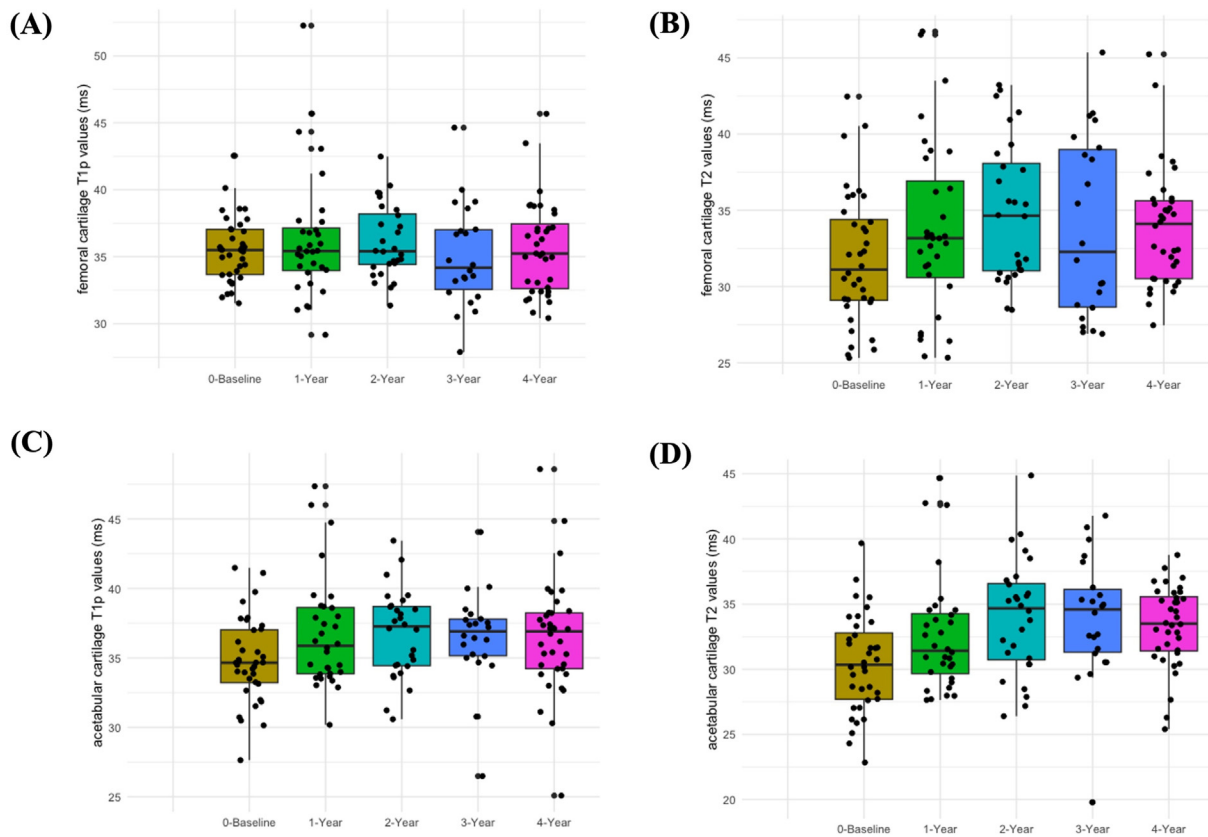 (A)
femoral cartilage T1p values (ms)
50
45
40
35
30
0-Baseline 1-Year 2-Year 3-Year 4-Year
(B)
femoral cartilage T2 values (ms)
45
40
35
30
25
0-Baseline 1-Year 2-Year 3-Year 4-Year
(C)
acetabular cartilage T1p values (ms)
45
40
35
30
25
0-Baseline 1-Year 2-Year 3-Year 4-Year
(D)
acetabular cartilage T2 values (ms)
45
40
35
30
25
20
0-Baseline 1-Year 2-Year 3-Year 4-Year